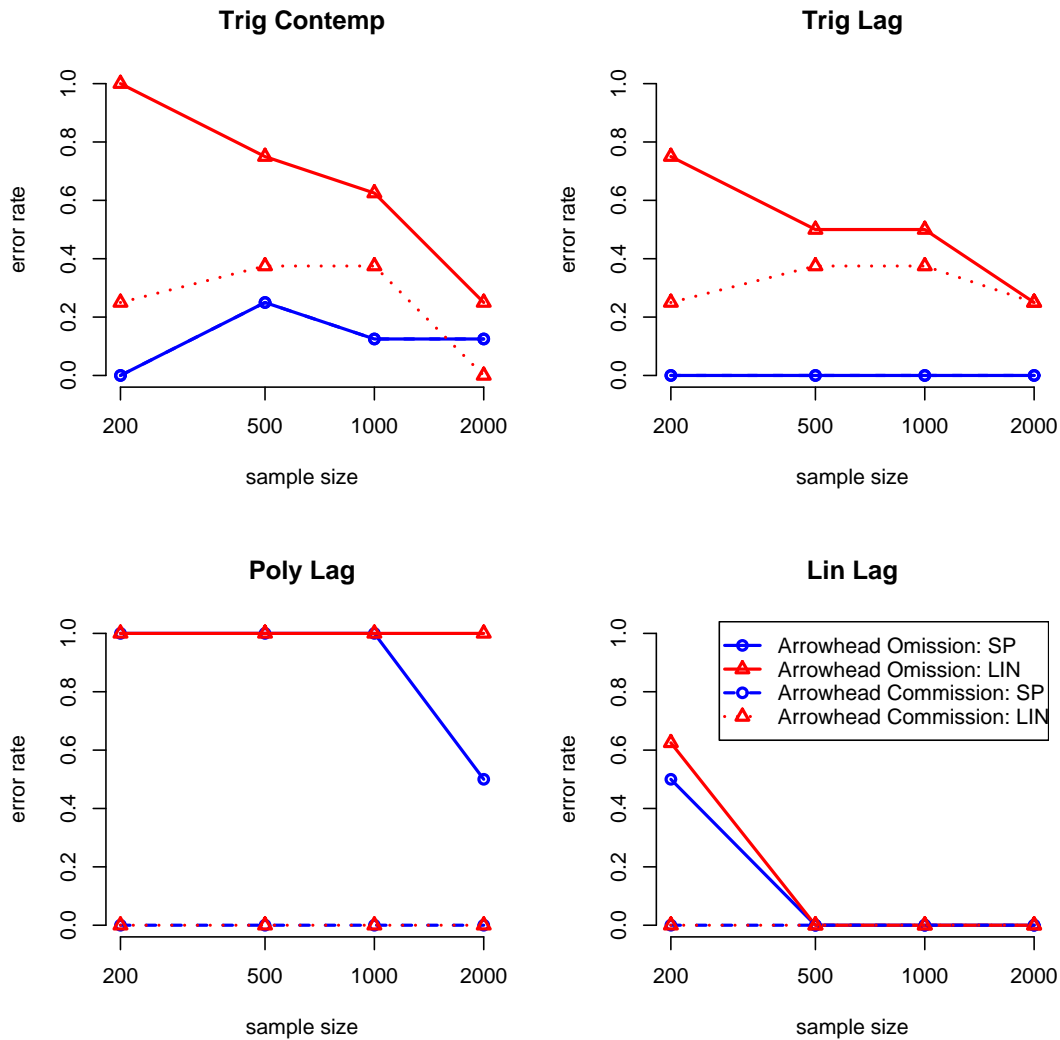 Trig Contemp
error rate
0.0 0.2 0.4 0.6 0.8 1.0
200 500 1000 2000
sample size
Trig Lag
error rate
0.0 0.2 0.4 0.6 0.8 1.0
200 500 1000 2000
sample size
Poly Lag
error rate
0.0 0.2 0.4 0.6 0.8 1.0
200 500 1000 2000
sample size
Lin Lag
error rate
0.0 0.2 0.4 0.6 0.8 1.0
Arrowhead Omission: SP
Arrowhead Omission: LIN
Arrowhead Commission: SP
Arrowhead Commission: LIN
200 500 1000 2000
sample size